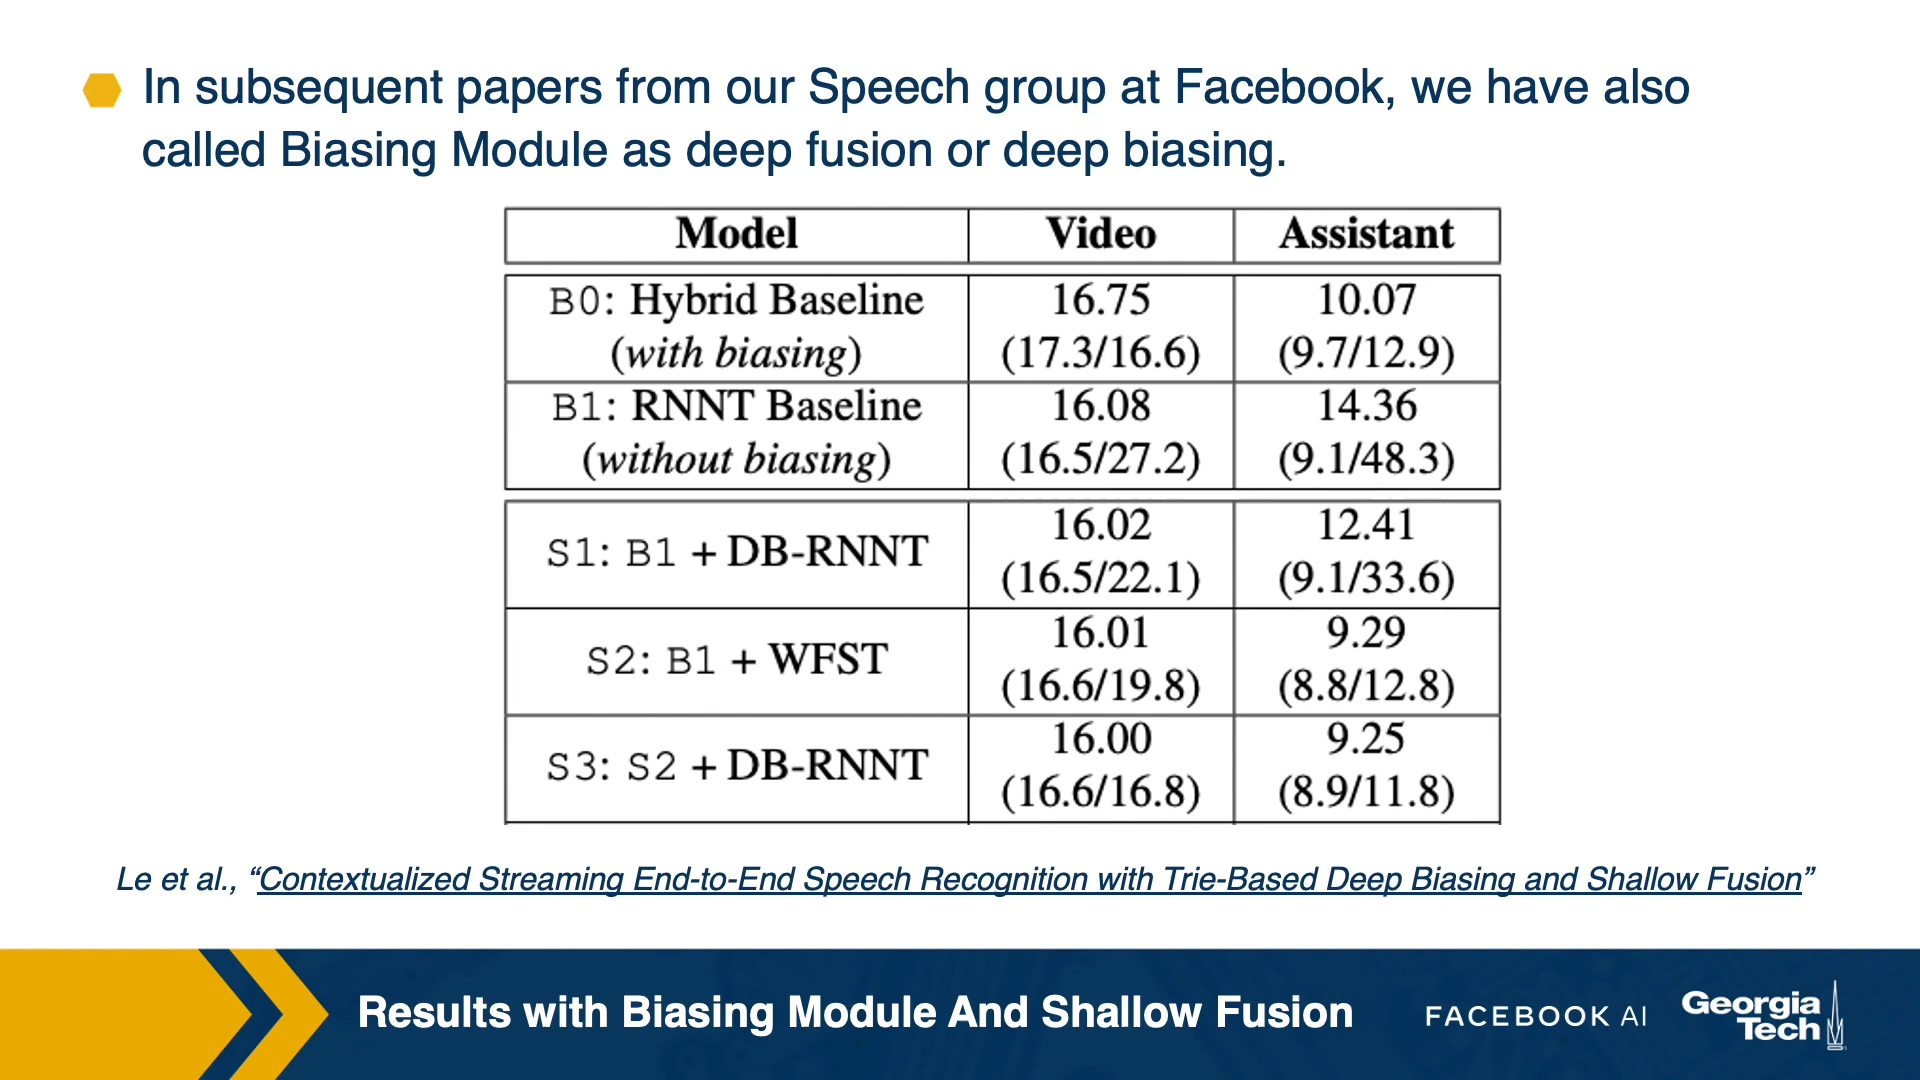 In subsequent papers from our Speech group at Facebook, we have also
called Biasing Module as deep fusion or deep biasing.
Model Video Assistant
B0: Hybrid Baseline 16.75 10.07
(with biasing) (17.3/16.6) (9.7/12.9)
B1: RNNT Baseline 16.08 14.36
(without biasing) (16.5/27.2) (9.1/48.3)
S1: B1 + DB-RNNT 16.02 12.41
(16.5/22.1) (9.1/33.6)
S2: B1 + WFST 16.01 9.29
(16.6/19.8) (8.8/12.8)
S3: S2 + DB-RNNT 16.00 9.25
(16.6/16.8) (8.9/11.8)
Le et al., “Contextualized Streaming End-to-End Speech Recognition with Trie-Based Deep Biasing and Shallow Fusion”
Results with Biasing Module And Shallow Fusion
FACEBOOK AI
Georgia
Tech